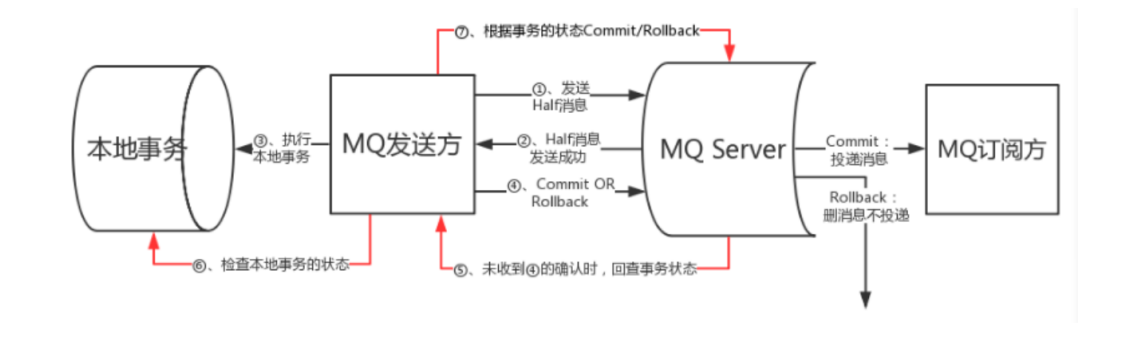 ⑦、根据事务的状态Commit/Rollback
①、发送
Half消息
本地事务
③、执行
本地事务
MQ发送方
②、Half消息
发送成功
MQ Server
Commit：
投递消息
MQ订阅方
④、Commit OR
Rollback
Rollback：
删消息不投递
⑥、检查本地事务的状态
⑤、未收到④的确认时，回查事务状态